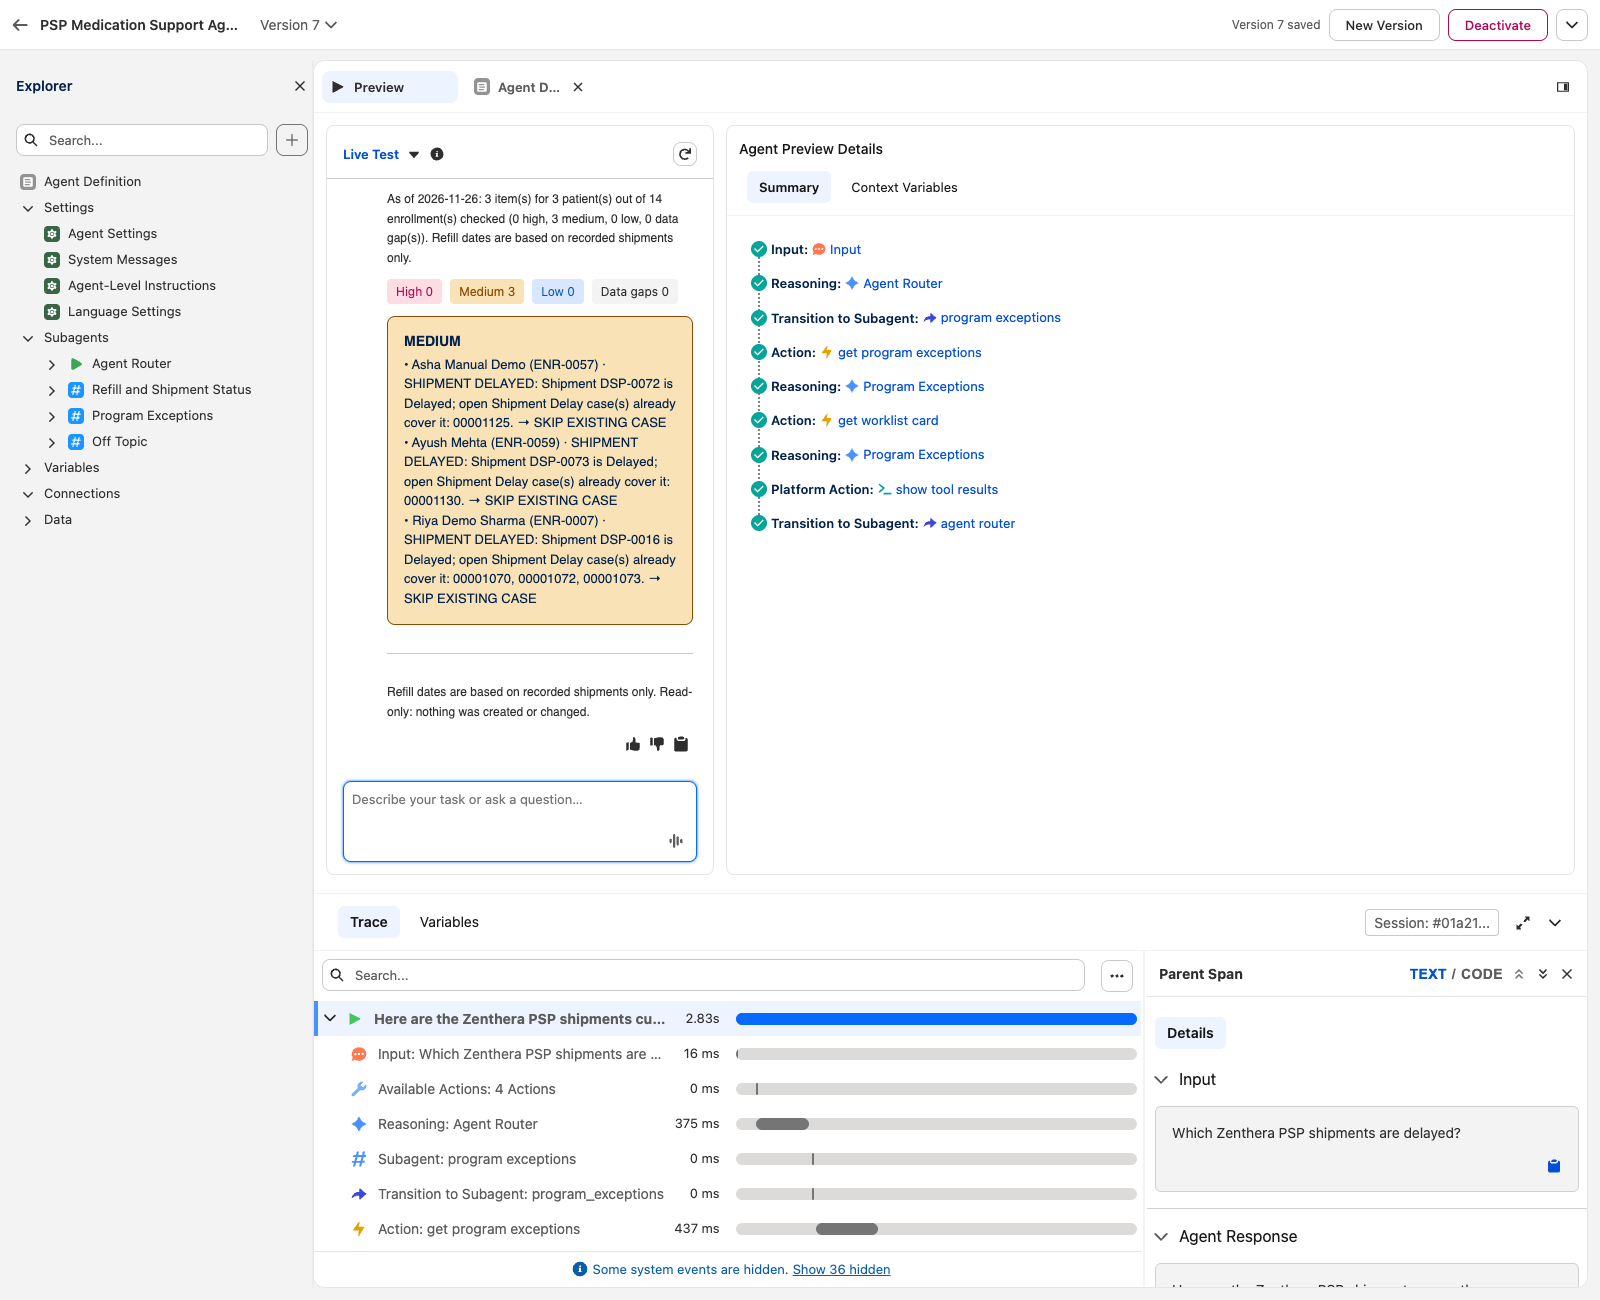 PSP Medication Support Ag...
Version 7
Version 7 saved
New Version
Deactivate
Explorer
Search...
Agent Definition
Settings
Agent Settings
System Messages
Agent-Level Instructions
Language Settings
Subagents
Agent Router
Refill and Shipment Status
Program Exceptions
Off Topic
Variables
Connections
Data
Preview
Agent D...
Live Test
As of 2026-11-26: 3 item(s) for 3 patient(s) out of 14
enrollment(s) checked (0 high, 3 medium, 0 low, 0 data
gap(s)). Refill dates are based on recorded shipments
only.
High 0
Medium 3
Low 0
Data gaps 0
MEDIUM
• Asha Manual Demo (ENR-0057) ·
SHIPMENT DELAYED: Shipment DSP-0072 is
Delayed; open Shipment Delay case(s) already
cover it: 00001125. → SKIP EXISTING CASE
• Ayush Mehta (ENR-0059) · SHIPMENT
DELAYED: Shipment DSP-0073 is Delayed;
open Shipment Delay case(s) already cover it:
00001130. → SKIP EXISTING CASE
• Riya Demo Sharma (ENR-0007) ·
SHIPMENT DELAYED: Shipment DSP-0016 is
Delayed; open Shipment Delay case(s) already
cover it: 00001070, 00001072, 00001073. →
SKIP EXISTING CASE
Refill dates are based on recorded shipments only. Read-
only: nothing was created or changed.
Describe your task or ask a question...
Agent Preview Details
Summary
Context Variables
Input: Input
Reasoning: Agent Router
Transition to Subagent: program exceptions
Action: get program exceptions
Reasoning: Program Exceptions
Action: get worklist card
Reasoning: Program Exceptions
Platform Action: show tool results
Transition to Subagent: agent router
Trace
Variables
Session: #01a21...
Search...
Here are the Zenthera PSP shipments cu... 2.83s
Input: Which Zenthera PSP shipments are ... 16 ms
Available Actions: 4 Actions 0 ms
Reasoning: Agent Router 375 ms
Subagent: program exceptions 0 ms
Transition to Subagent: program_exceptions 0 ms
Action: get program exceptions 437 ms
Some system events are hidden. Show 36 hidden
Parent Span
TEXT / CODE
Details
Input
Which Zenthera PSP shipments are delayed?
Agent Response